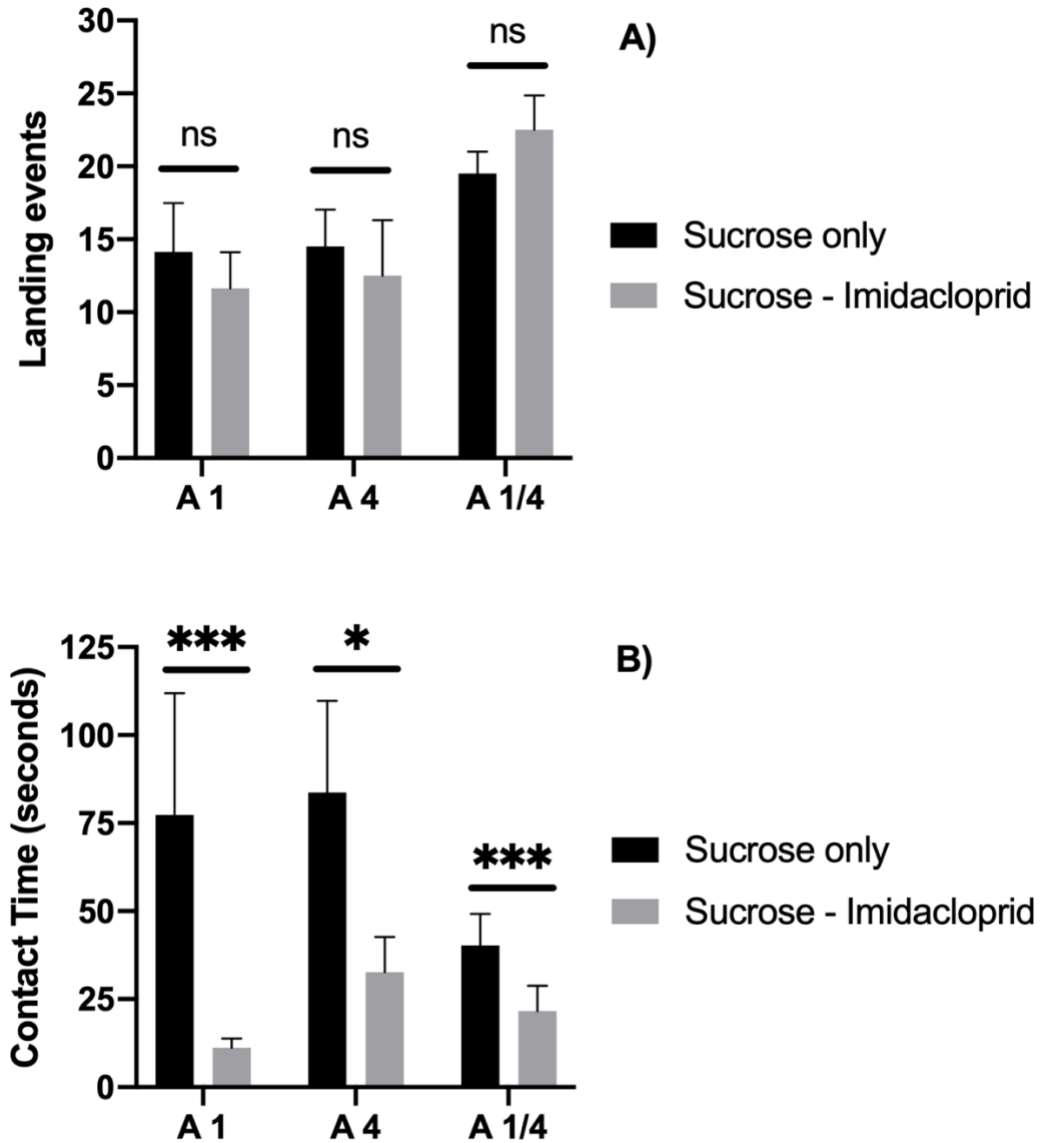 A)
30
25
20
15
10
5
0
Landing events
ns
ns
ns
A 1
A 4
A 1/4
Sucrose only
Sucrose - Imidacloprid
B)
125
100
75
50
25
0
Contact Time (seconds)
***
*
***
A 1
A 4
A 1/4
Sucrose only
Sucrose - Imidacloprid